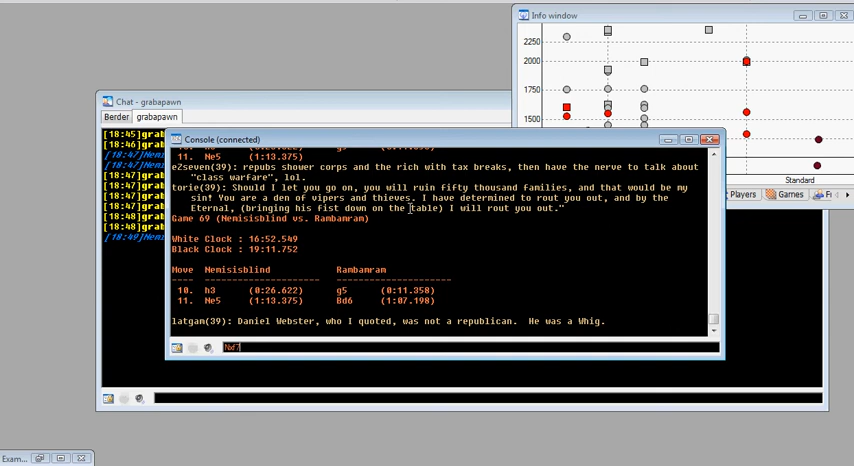 Info window
2250
2000
1750
1500
Standard
Players
Games
Chat - grabapawn
Berder
grabapawn
[18:45]grab
[18:46]grab
[18:47]Nemi
[18:47]grab
[18:47]grab
[18:47]grab
[18:48]grab
[18:48]grab
[18:49]Nemi
Console (connected)
11. Ne5 (1:13.375)
e2seven(39): repubs shower corps and the rich with tax breaks, then have the nerve to talk about
"class warfare", lol.
torie(39): Should I let you go on, you will ruin fifty thousand families, and that would be my
sin! You are a den of vipers and thieves. I have determined to rout you out, and by the
Eternal, (bringing his fist down on the table) I will rout you out."
Game 69 (Nemisisblind vs. Rambamram)
White Clock : 16:52.549
Black Clock : 19:11.752
Move Nemisisblind Rambamram
---- --------------------- ---------------------
10. h3 (0:26.622) g5 (0:11.358)
11. Ne5 (1:13.375) Bd6 (1:07.198)
latgam(39): Daniel Webster, who I quoted, was not a republican. He was a Whig.
Nxf7
Exam...